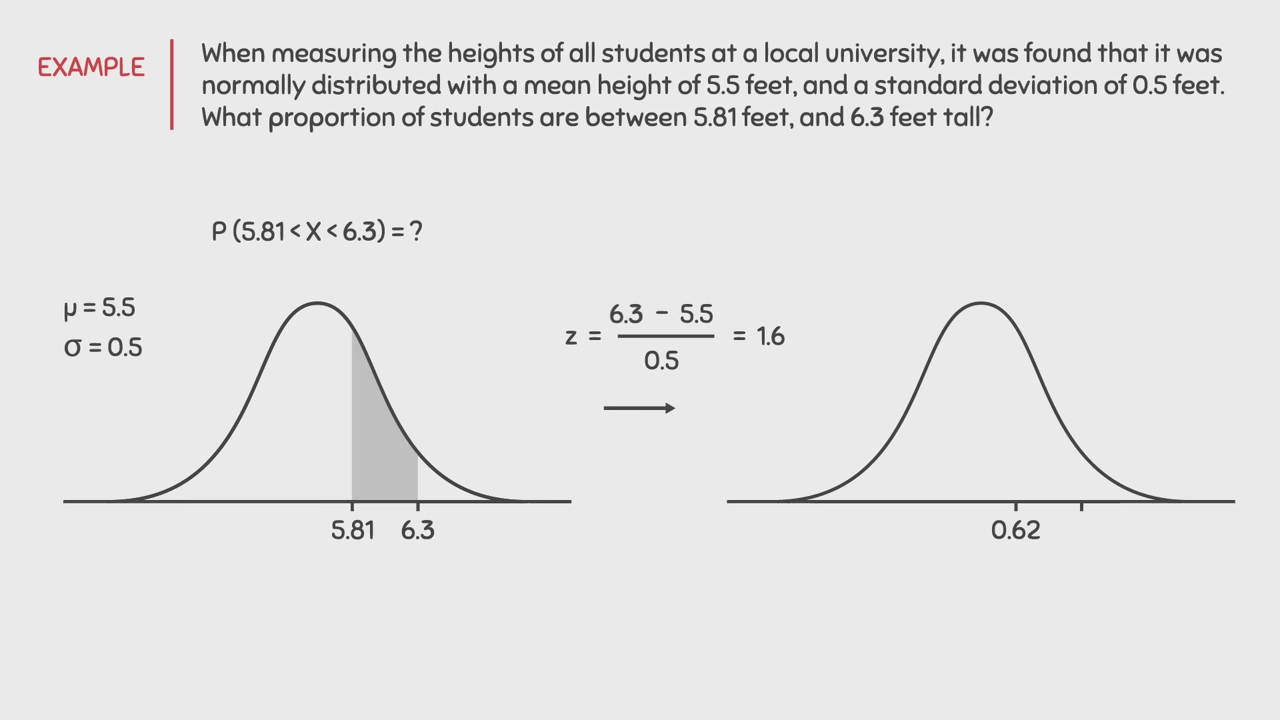 EXAMPLE
When measuring the heights of all students at a local university, it was found that it was
normally distributed with a mean height of 5.5 feet, and a standard deviation of 0.5 feet.
What proportion of students are between 5.81 feet, and 6.3 feet tall?
P (5.81 < X < 6.3) = ?
μ = 5.5
σ = 0.5
6.3 − 5.5
z = = 1.6
0.5
5.81 6.3
0.62